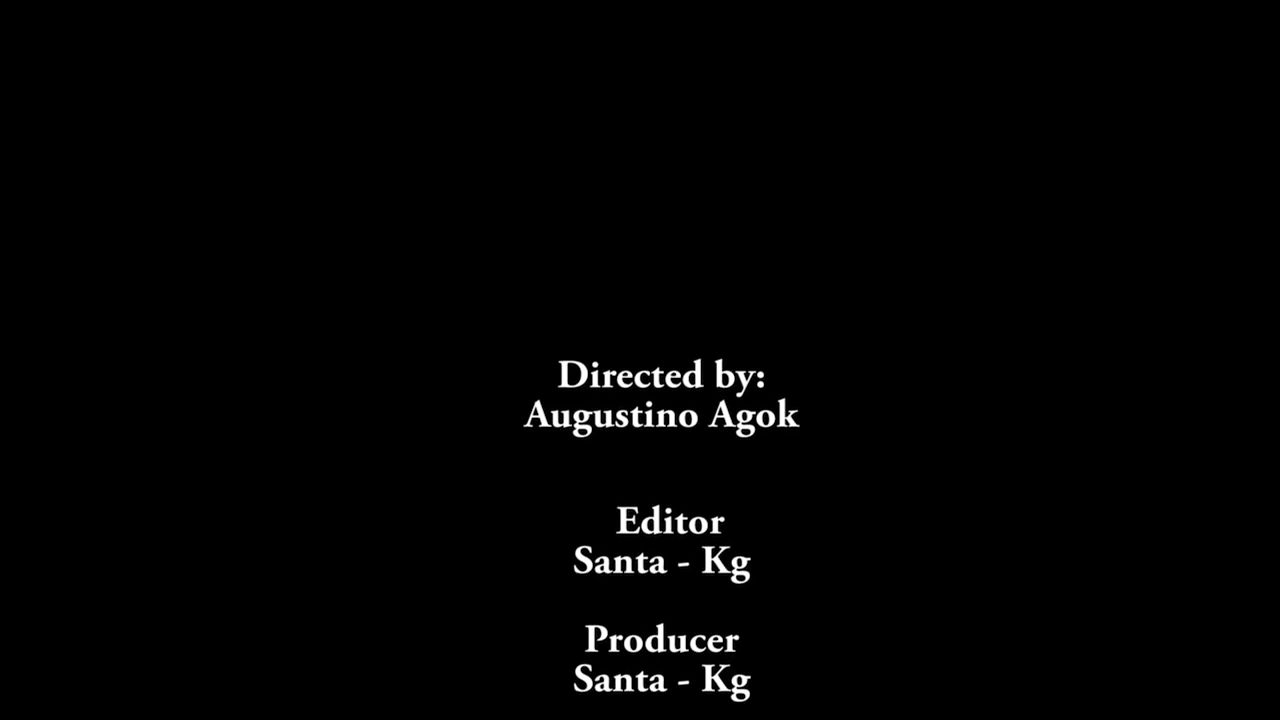 Directed by:
Augustino Agok
Editor
Santa - Kg
Producer
Santa - Kg